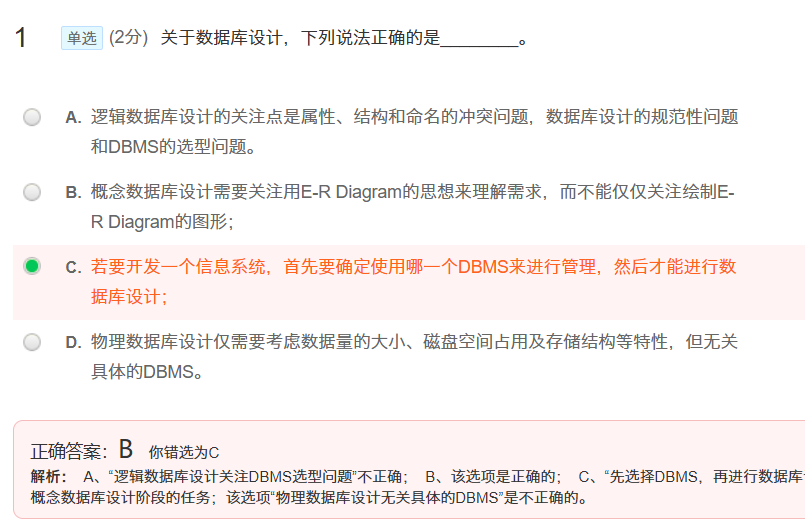 1 单选 (2分) 关于数据库设计，下列说法正确的是________。
A. 逻辑数据库设计的关注点是属性、结构和命名的冲突问题，数据库设计的规范性问题
和DBMS的选型问题。
B. 概念数据库设计需要关注用E-R Diagram的思想来理解需求，而不能仅仅关注绘制E-
R Diagram的图形；
C. 若要开发一个信息系统，首先要确定使用哪一个DBMS来进行管理，然后才能进行数
据库设计；
D. 物理数据库设计仅需要考虑数据量的大小、磁盘空间占用及存储结构等特性，但无关
具体的DBMS。
正确答案：B 你错选为C
解析： A、“逻辑数据库设计关注DBMS选型问题”不正确； B、该选项是正确的； C、“先选择DBMS，再进行数据库
概念数据库设计阶段的任务；该选项“物理数据库设计无关具体的DBMS”是不正确的。